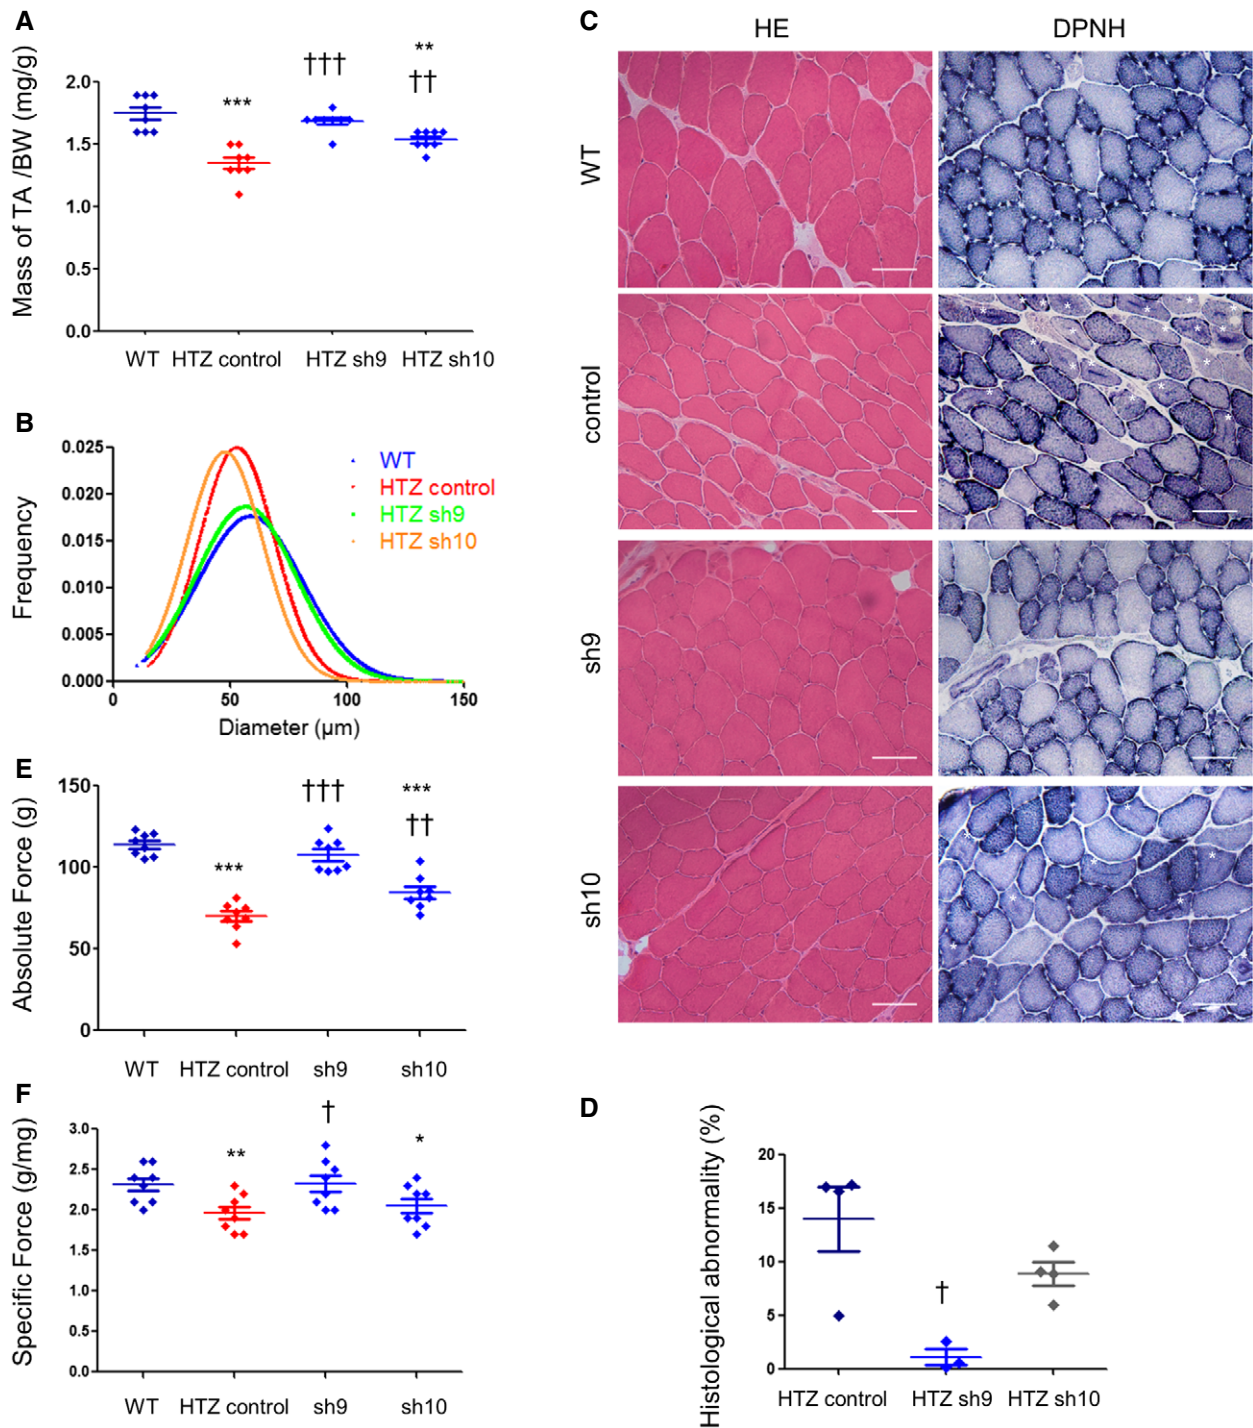 A
Mass of TA /BW (mg/g)
2.0
1.5
1.0
0.5
0.0
***
†††
**
††
WT HTZ control HTZ sh9 HTZ sh10
B
Frequency
0.025
0.020
0.015
0.010
0.005
0.000
WT
HTZ control
HTZ sh9
HTZ sh10
0 50 100 150
Diameter (µm)
E
Absolute Force (g)
150
100
50
0
***
†††
***
††
WT HTZ control sh9 sh10
F
Specific Force (g/mg)
3.0
2.5
2.0
1.5
1.0
0.5
0.0
**
†
*
WT HTZ control sh9 sh10
C
HE DPNH
WT
control
sh9
sh10
D
Histological abnormality (%)
20
15
10
5
0
†
HTZ control HTZ sh9 HTZ sh10